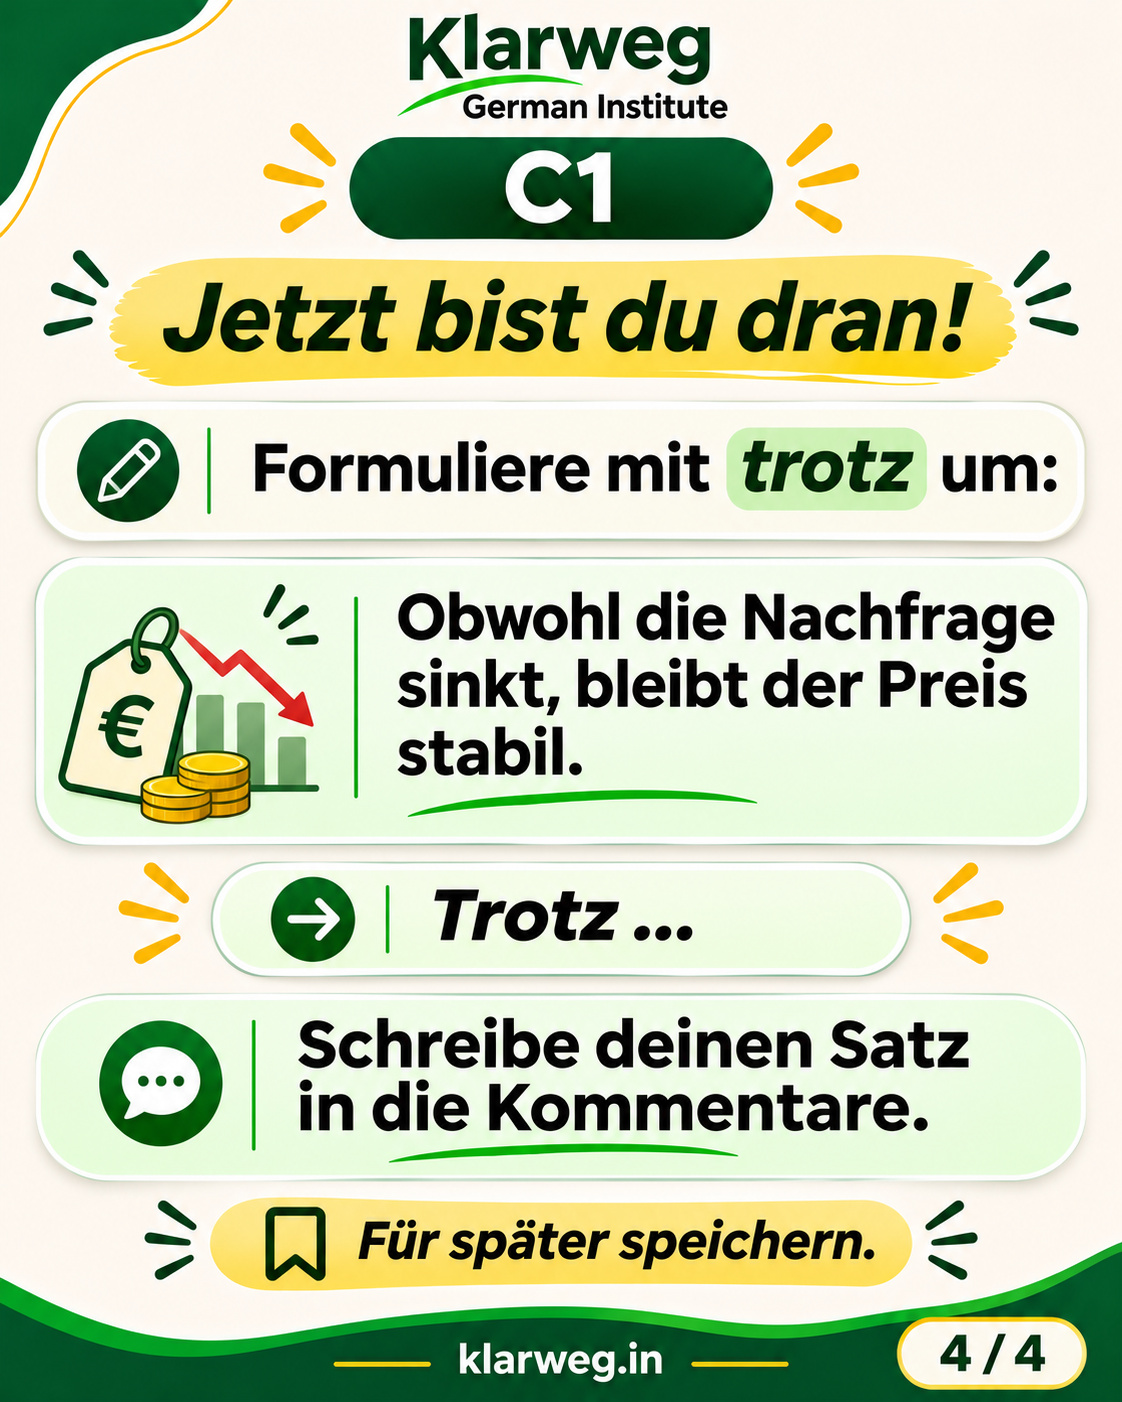 Klarweg
German Institute
C1
Jetzt bist du dran!
Formuliere mit trotz um:
€
Obwohl die Nachfrage
sinkt, bleibt der Preis
stabil.
Trotz ...
Schreibe deinen Satz
in die Kommentare.
Für später speichern.
klarweg.in
4 / 4